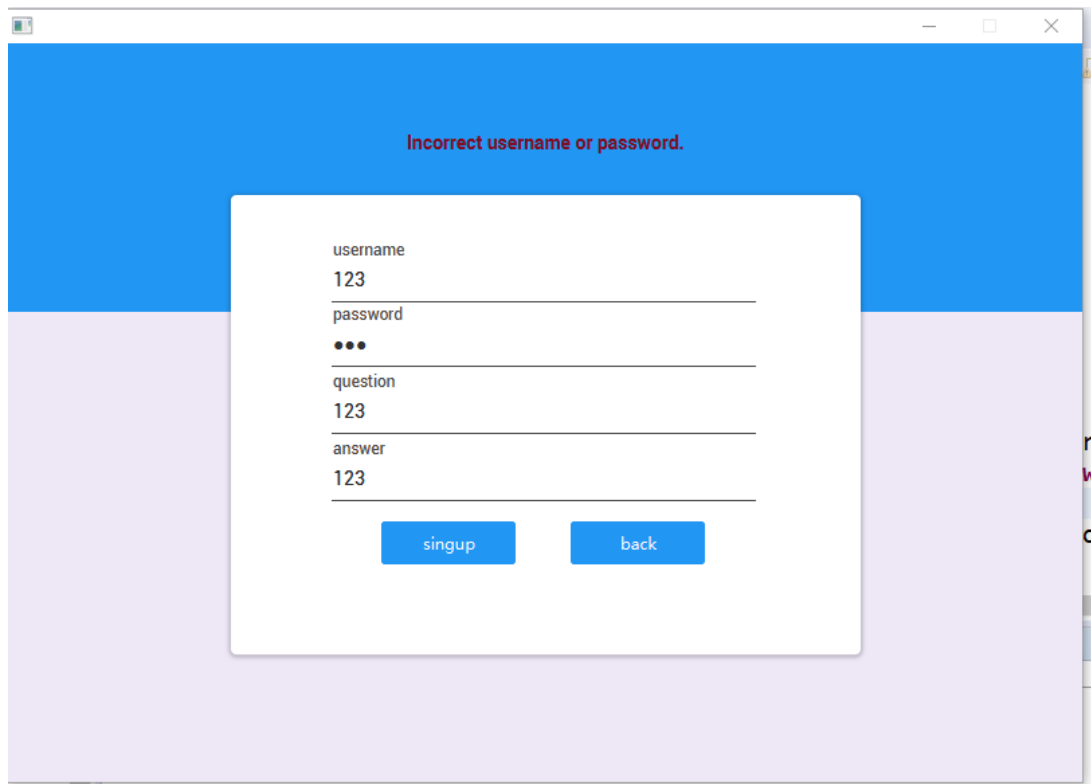 Incorrect username or password.
username
123
password
●●●
question
123
answer
123
singup
back